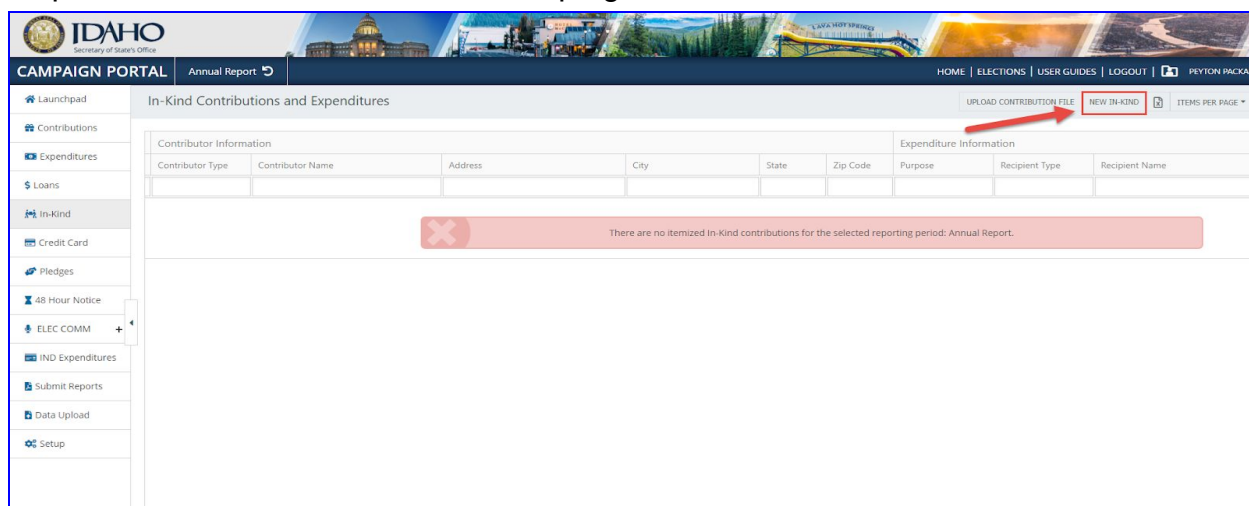 IDAHO
Secretary of State's Office
LAVA HOT SPRINGS
CAMPAIGN PORTAL Annual Report HOME | ELECTIONS | USER GUIDES | LOGOUT | PEYTON PACKA
Launchpad
Contributions
Expenditures
$ Loans
In-Kind
Credit Card
Pledges
48 Hour Notice
ELEC COMM +
IND Expenditures
Submit Reports
Data Upload
Setup
In-Kind Contributions and Expenditures UPLOAD CONTRIBUTION FILE NEW IN-KIND ITEMS PER PAGE
Contributor Information Expenditure Information
Contributor Type Contributor Name Address City State Zip Code Purpose Recipient Type Recipient Name
There are no itemized In-Kind contributions for the selected reporting period: Annual Report.